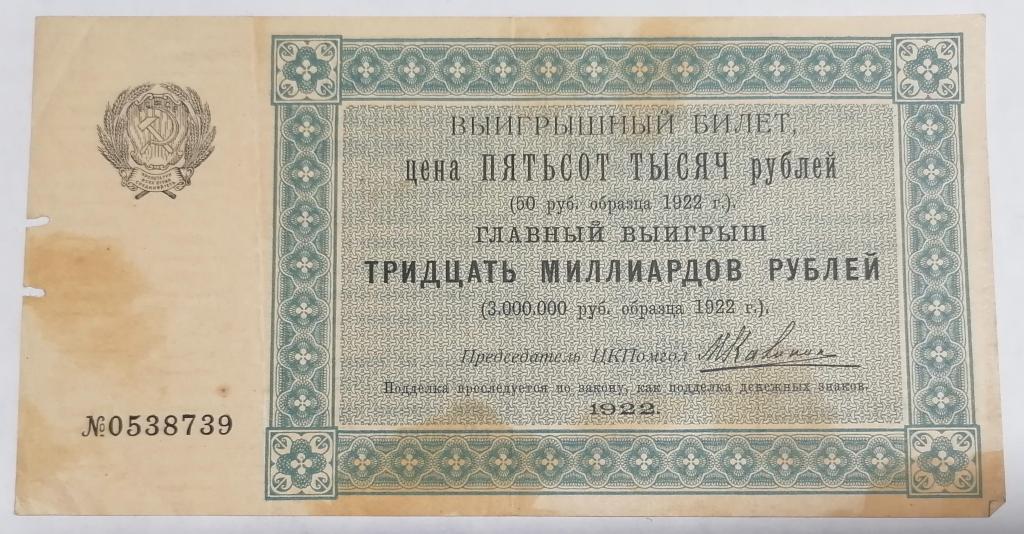 ВЫИГРЫШНЫЙ БИЛЕТ,
цена ПЯТЬСОТ ТЫСЯЧ рублей
(50 руб. образца 1922 г.).
ГЛАВНЫЙ ВЫИГРЫШ
ТРИДЦАТЬ МИЛЛИАРДОВ РУБЛЕЙ
(3.000.000 руб. образца 1922 г.).
Председатель ЦКПомгол
Подделка преследуется по закону, как подделка денежных знаков.
1922.
№0538739